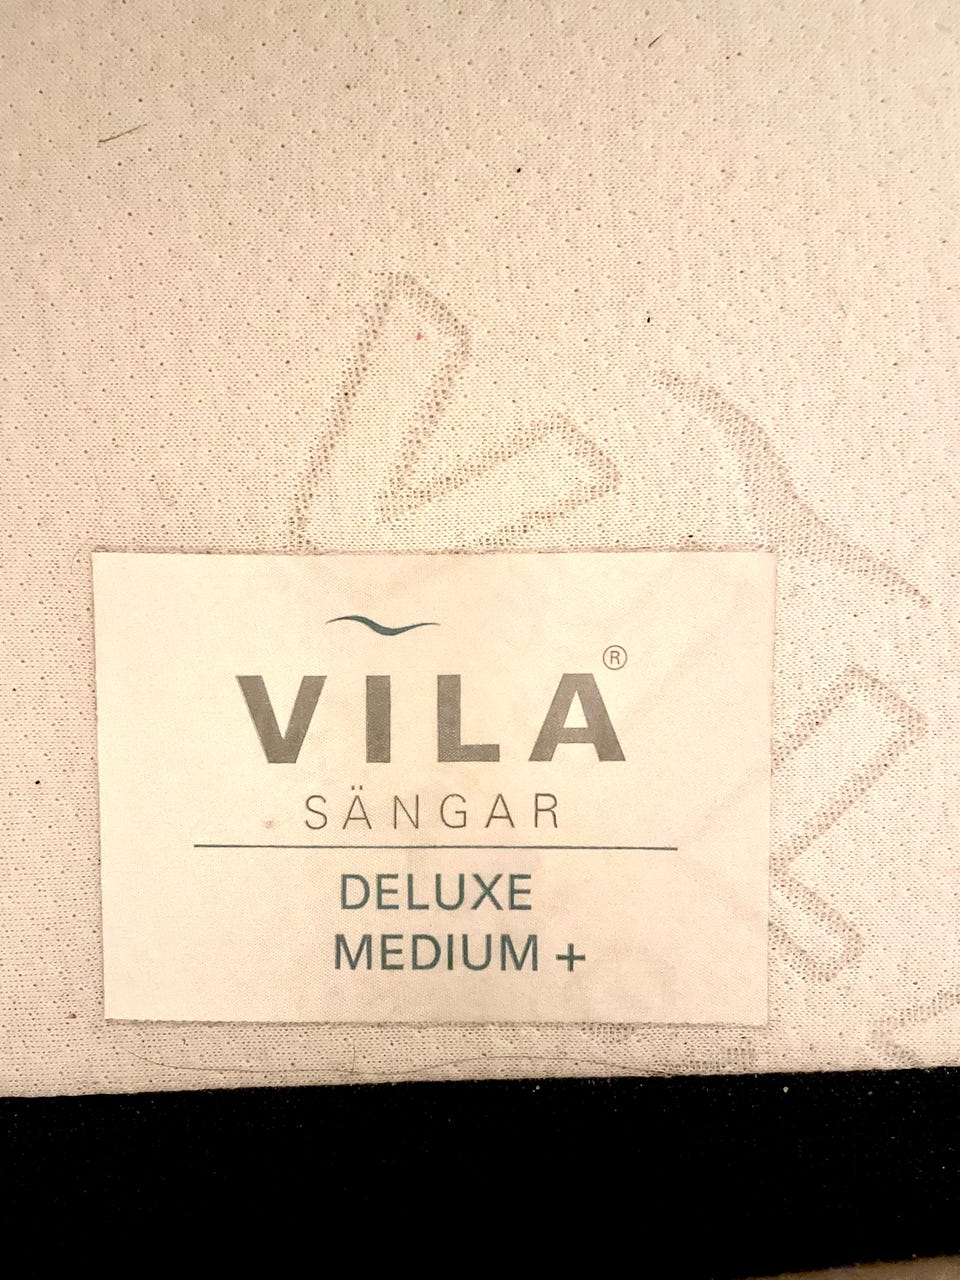 VILA®
SÄNGAR
DELUXE
MEDIUM +